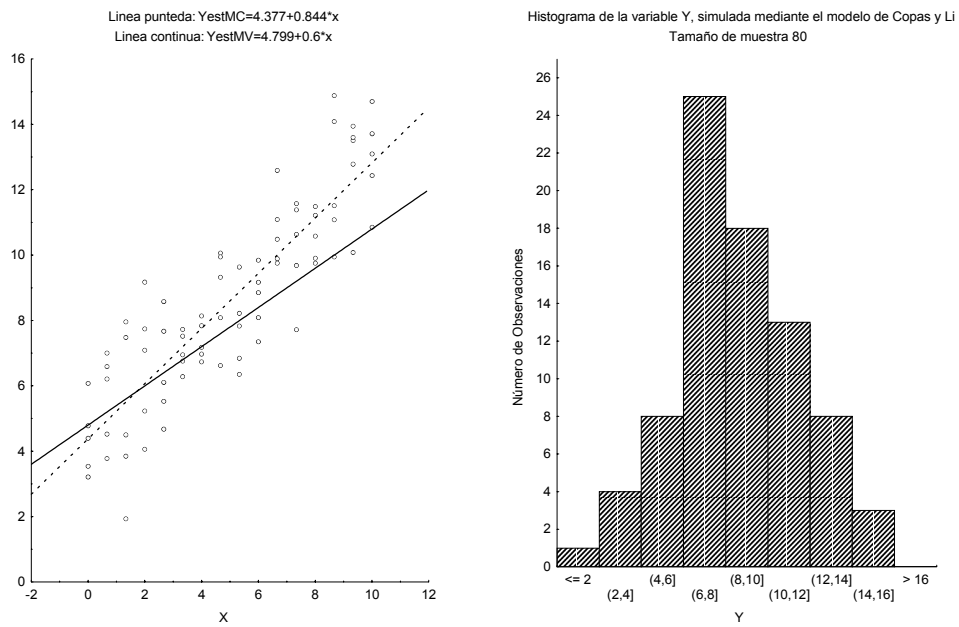 Linea punteda: YestMC=4.377+0.844*x
Linea continua: YestMV=4.799+0.6*x
16
14
12
10
8
6
4
2
0
-2 0 2 4 6 8 10 12
X
Histograma de la variable Y, simulada mediante el modelo de Copas y Li
Tamaño de muestra 80
Número de Observaciones
26
24
22
20
18
16
14
12
10
8
6
4
2
0
<= 2 (4,6] (8,10] (12,14] > 16
(2,4] (6,8] (10,12] (14,16]
Y